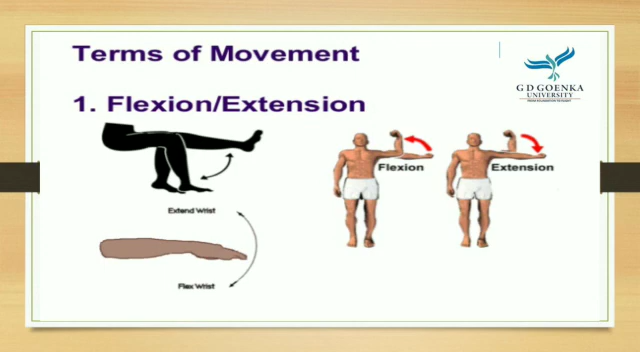 Terms of Movement
G D GOENKA
UNIVERSITY
1. Flexion/Extension
Flexion
Extension
Extend Wrist
Flex Wrist